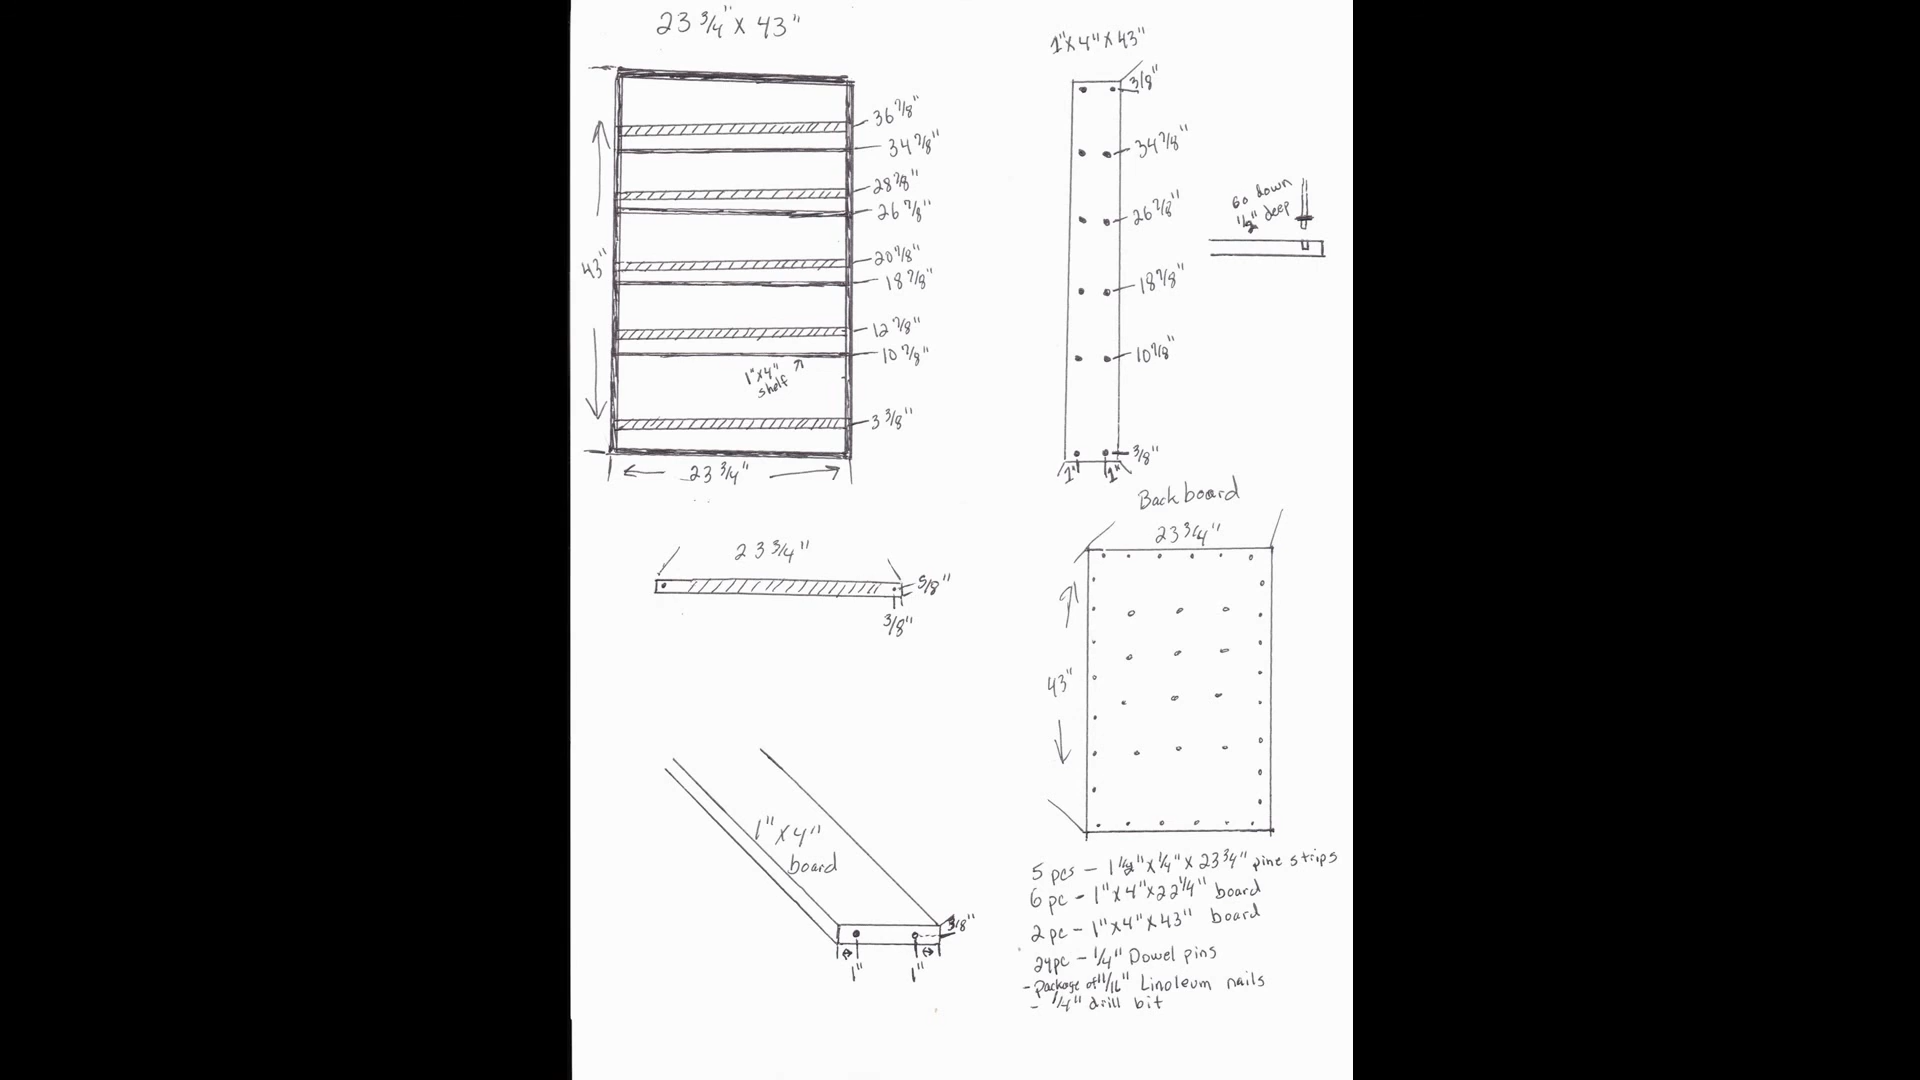 23 3/4" X 43"
36 7/8"
34 7/8"
28 7/8"
26 7/8"
20 7/8"
18 7/8"
12 7/8"
10 7/8"
1"x4"
shelf
3 3/8"
43"
23 3/4"
1"X4"X43"
3/8"
34 7/8"
26 7/8"
18 7/8"
10 7/8"
3/8"
1" 1"
Go down
1/2" deep
23 3/4"
5/8"
3/8"
Backboard
23 3/4"
43"
1"X4"
board
3/8"
1" 1"
5 pcs - 1 1/2"x 1/4"x 23 3/4" pine strips
6 pc - 1"x4"x22 1/4" board
2 pc - 1"x4"x43" board
24pc - 1/4" Dowel pins
- Package of 11/16" Linoleum nails
- 1/4" drill bit